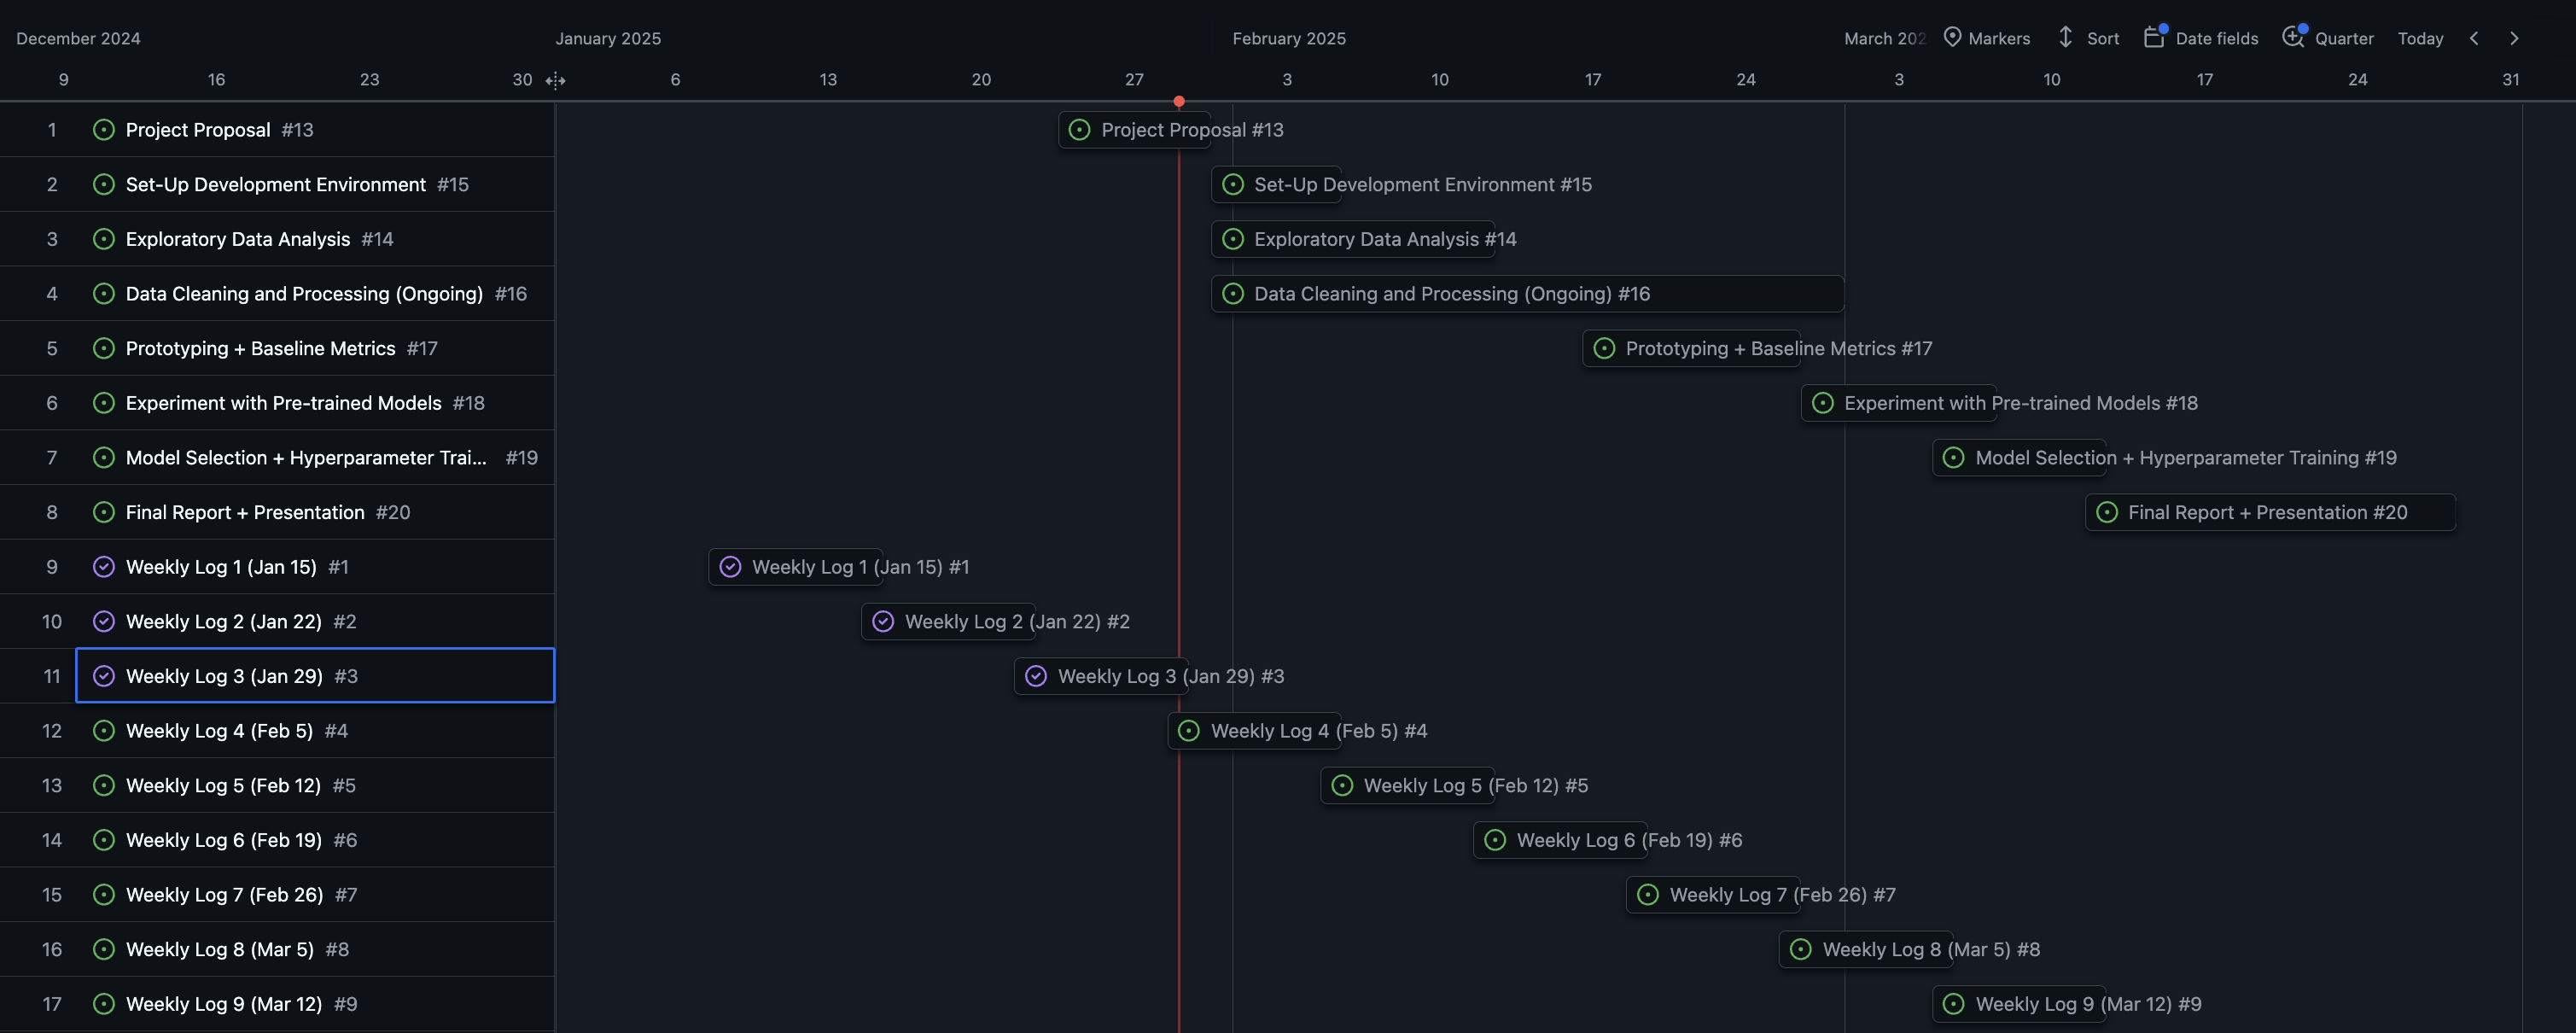 December 2024 January 2025 February 2025 March 202 Markers Sort Date fields Quarter Today
9 16 23 30 6 13 20 27 3 10 17 24 3 10 17 24 31
1 Project Proposal #13 Project Proposal #13
2 Set-Up Development Environment #15 Set-Up Development Environment #15
3 Exploratory Data Analysis #14 Exploratory Data Analysis #14
4 Data Cleaning and Processing (Ongoing) #16 Data Cleaning and Processing (Ongoing) #16
5 Prototyping + Baseline Metrics #17 Prototyping + Baseline Metrics #17
6 Experiment with Pre-trained Models #18 Experiment with Pre-trained Models #18
7 Model Selection + Hyperparameter Trai... #19 Model Selection + Hyperparameter Training #19
8 Final Report + Presentation #20 Final Report + Presentation #20
9 Weekly Log 1 (Jan 15) #1 Weekly Log 1 (Jan 15) #1
10 Weekly Log 2 (Jan 22) #2 Weekly Log 2 (Jan 22) #2
11 Weekly Log 3 (Jan 29) #3 Weekly Log 3 (Jan 29) #3
12 Weekly Log 4 (Feb 5) #4 Weekly Log 4 (Feb 5) #4
13 Weekly Log 5 (Feb 12) #5 Weekly Log 5 (Feb 12) #5
14 Weekly Log 6 (Feb 19) #6 Weekly Log 6 (Feb 19) #6
15 Weekly Log 7 (Feb 26) #7 Weekly Log 7 (Feb 26) #7
16 Weekly Log 8 (Mar 5) #8 Weekly Log 8 (Mar 5) #8
17 Weekly Log 9 (Mar 12) #9 Weekly Log 9 (Mar 12) #9